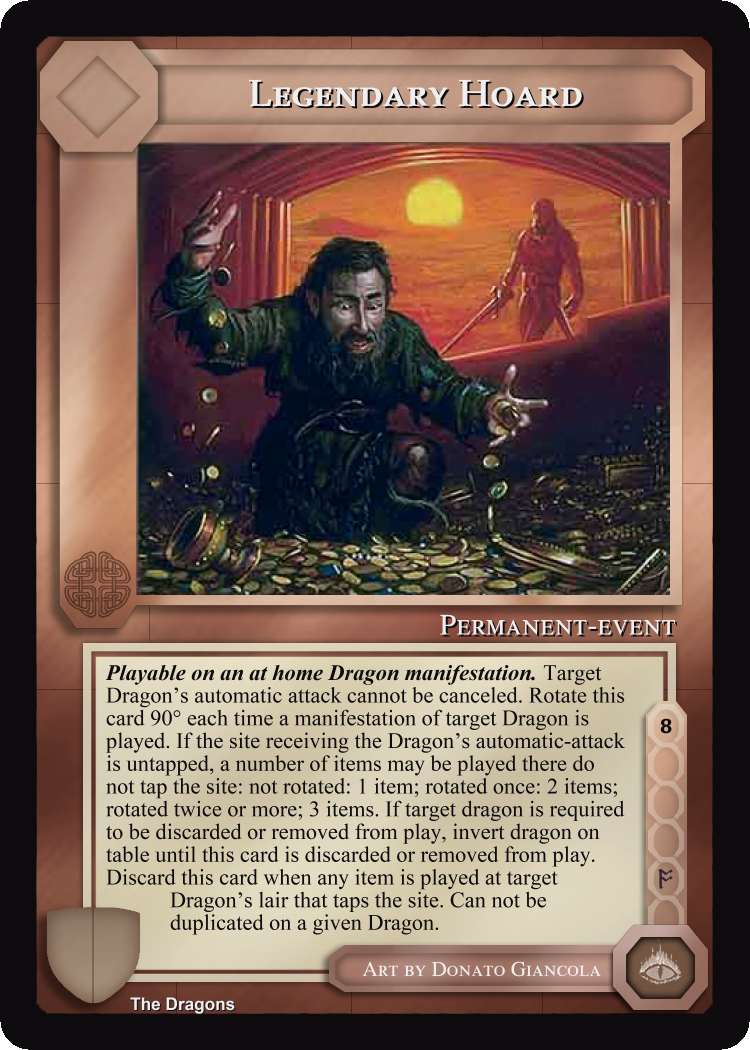 Legendary Hoard
Permanent-event
Playable on an at home Dragon manifestation. Target
Dragon's automatic attack cannot be canceled. Rotate this
card 90° each time a manifestation of target Dragon is
played. If the site receiving the Dragon's automatic-attack
is untapped, a number of items may be played there do
not tap the site: not rotated: 1 item; rotated once: 2 items;
rotated twice or more; 3 items. If target dragon is required
to be discarded or removed from play, invert dragon on
table until this card is discarded or removed from play.
Discard this card when any item is played at target
Dragon's lair that taps the site. Can not be
duplicated on a given Dragon.
8
Art by Donato Giancola
The Dragons